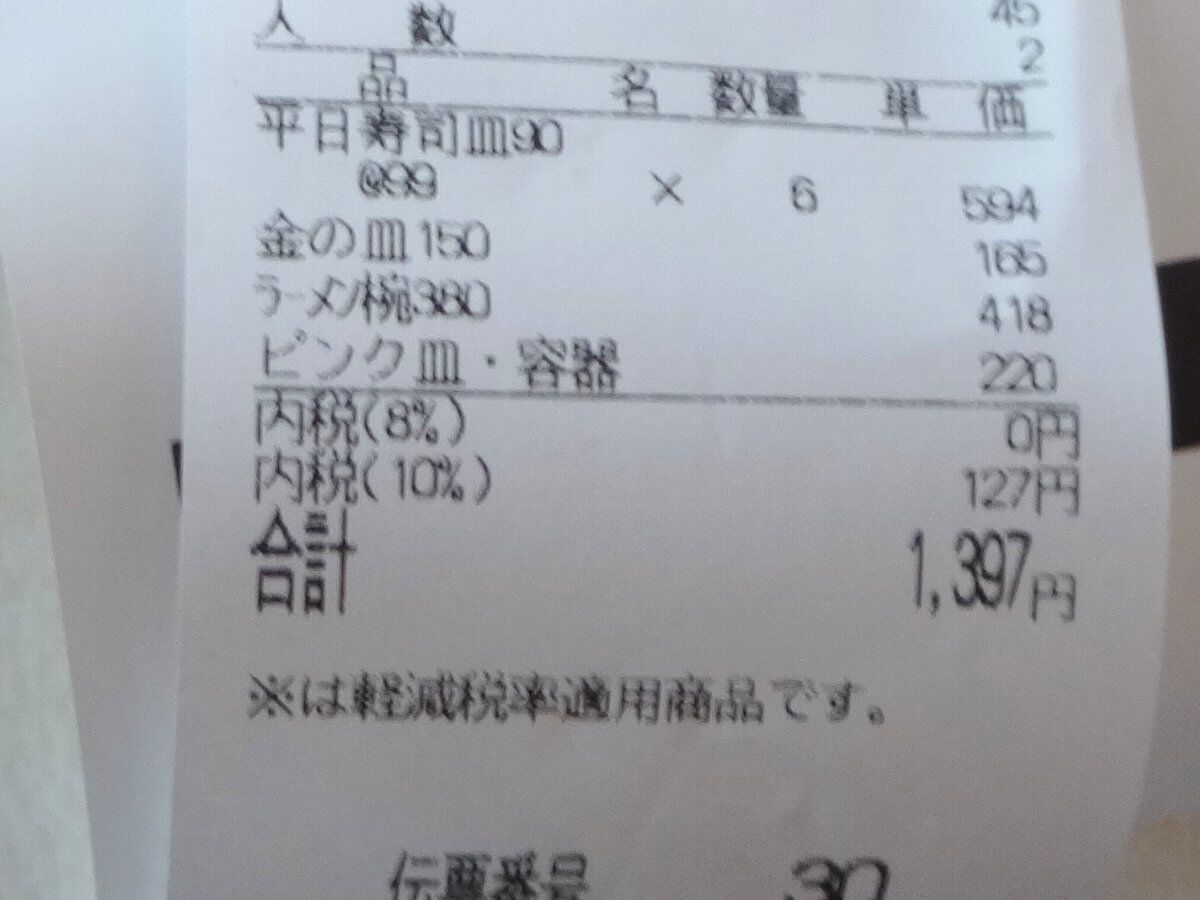 45
人 数 2
品 名 数量 単 価
平日寿司皿90
@99 × 6 594
金の皿150 165
ラーメン椀380 418
ピンク皿・容器 220
内税(8%) 0円
内税(10%) 127円
合計 1,397円
※は軽減税率適用商品です。
伝票番号 30